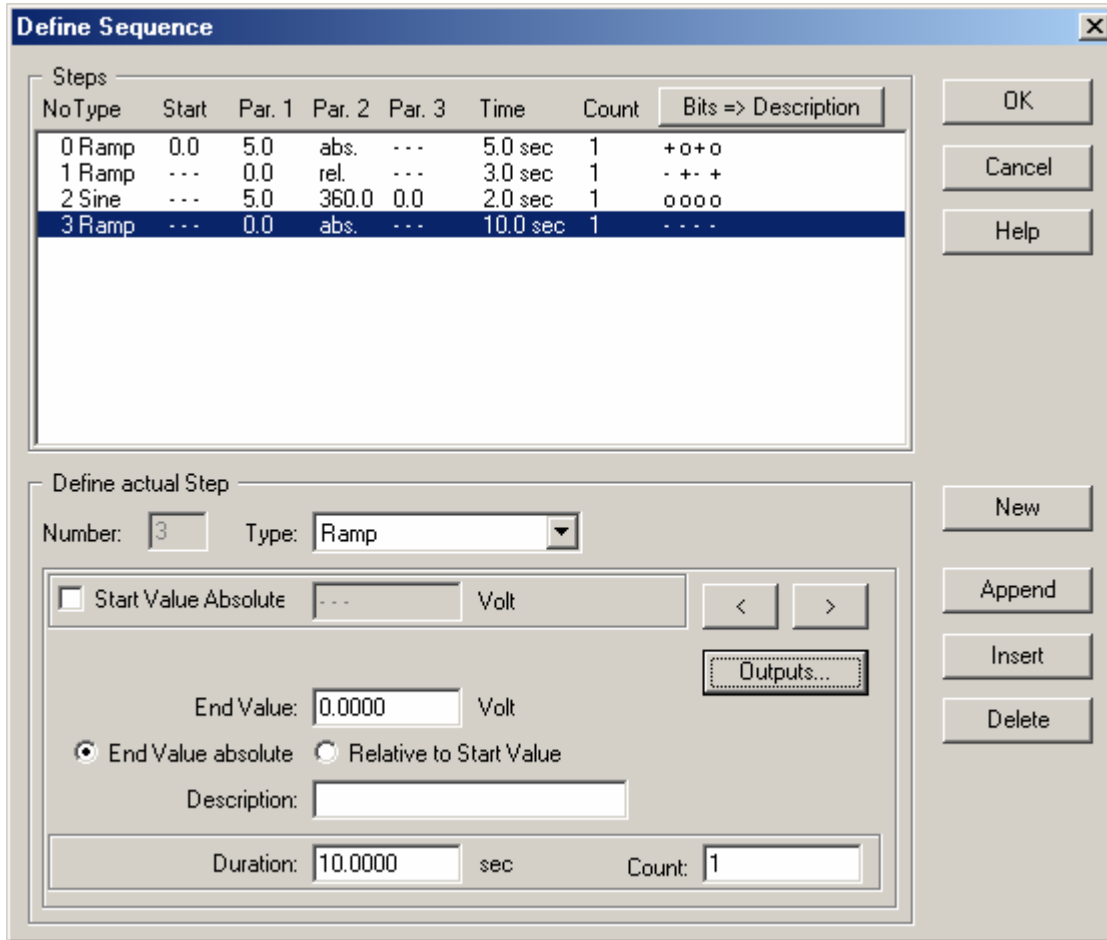 Define Sequence
Steps
NoType Start Par. 1 Par. 2 Par. 3 Time Count Bits => Description
0 Ramp 0.0 5.0 abs. - - - 5.0 sec 1 + o + o
1 Ramp - - - 0.0 rel. - - - 3.0 sec 1 - + - +
2 Sine - - - 5.0 360.0 0.0 2.0 sec 1 o o o o
3 Ramp - - - 0.0 abs. - - - 10.0 sec 1 - - - -
OK
Cancel
Help
Define actual Step
Number: 3 Type: Ramp
Start Value Absolute - - - Volt < >
Outputs...
End Value: 0.0000 Volt
End Value absolute Relative to Start Value
Description:
Duration: 10.0000 sec Count: 1
New
Append
Insert
Delete